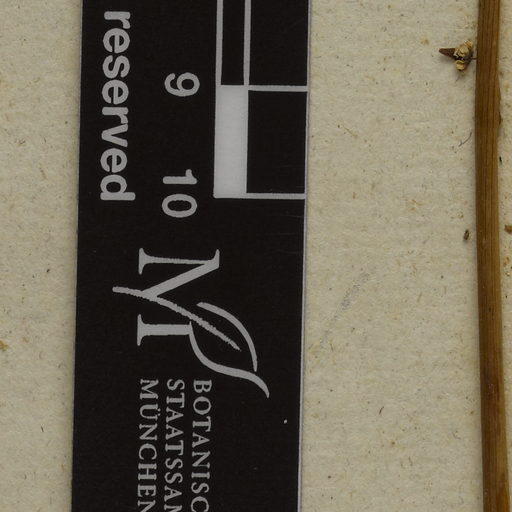 reserved
9 10
M
BOTANISC
STAATSSAM
MÜNCHEN